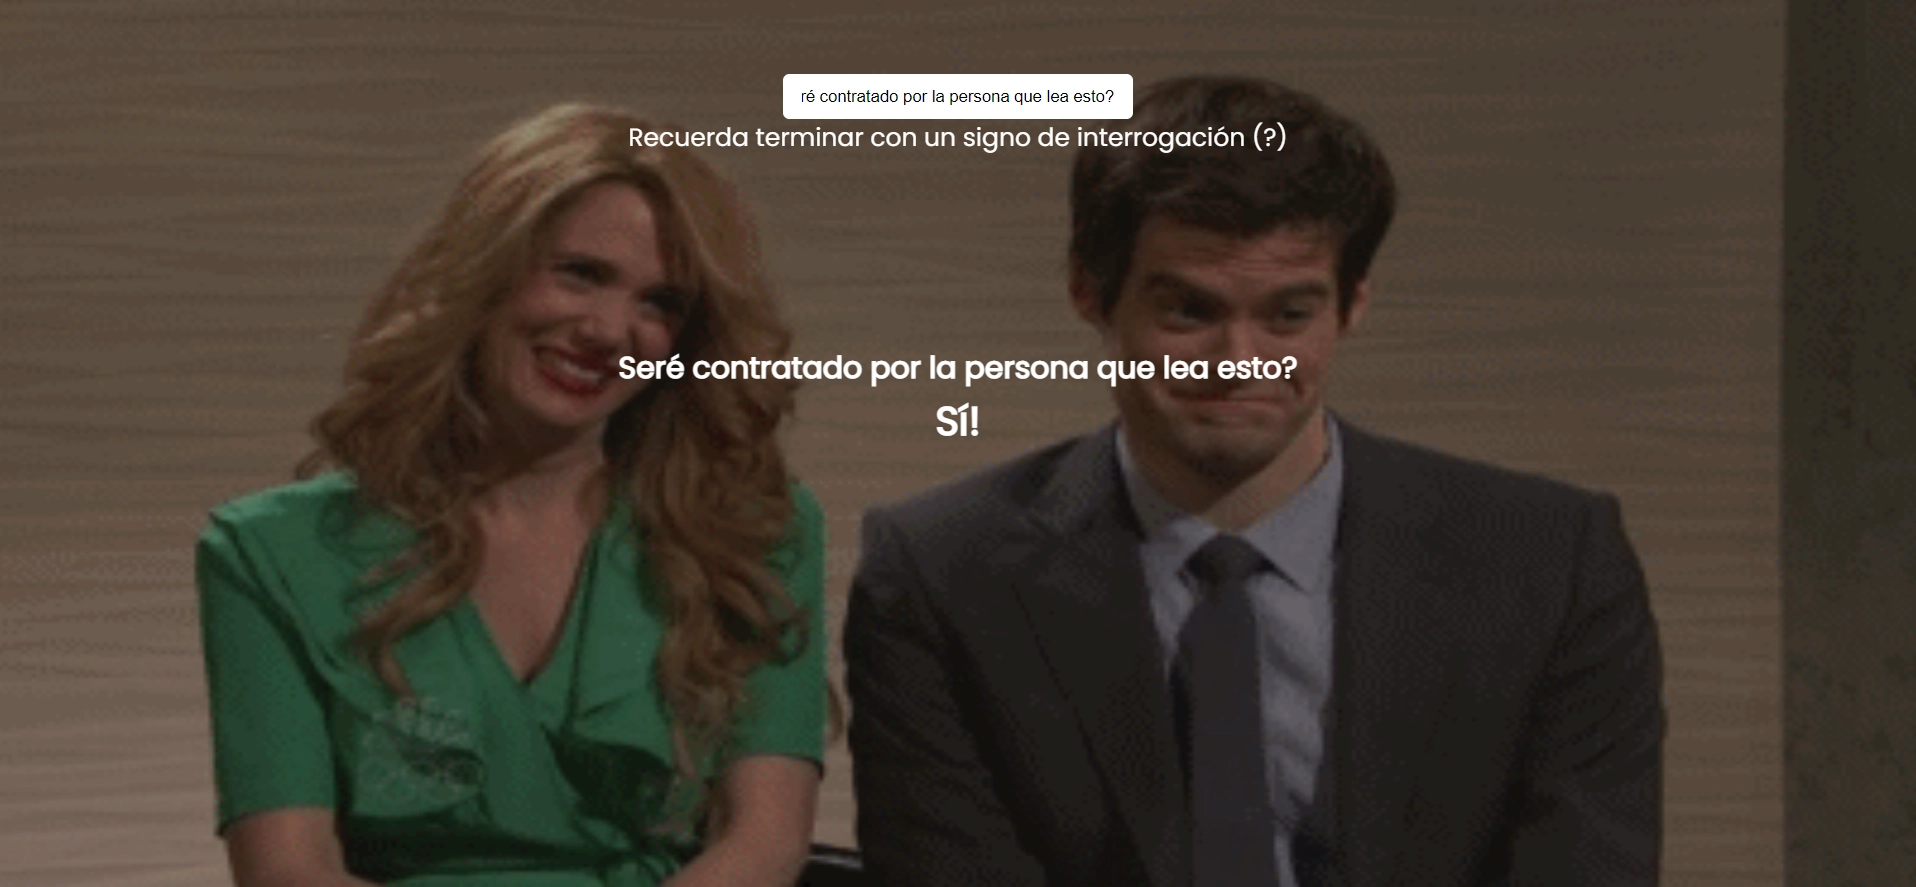 ré contratado por la persona que lea esto?
Recuerda terminar con un signo de interrogación (?)
Seré contratado por la persona que lea esto?
Sí!